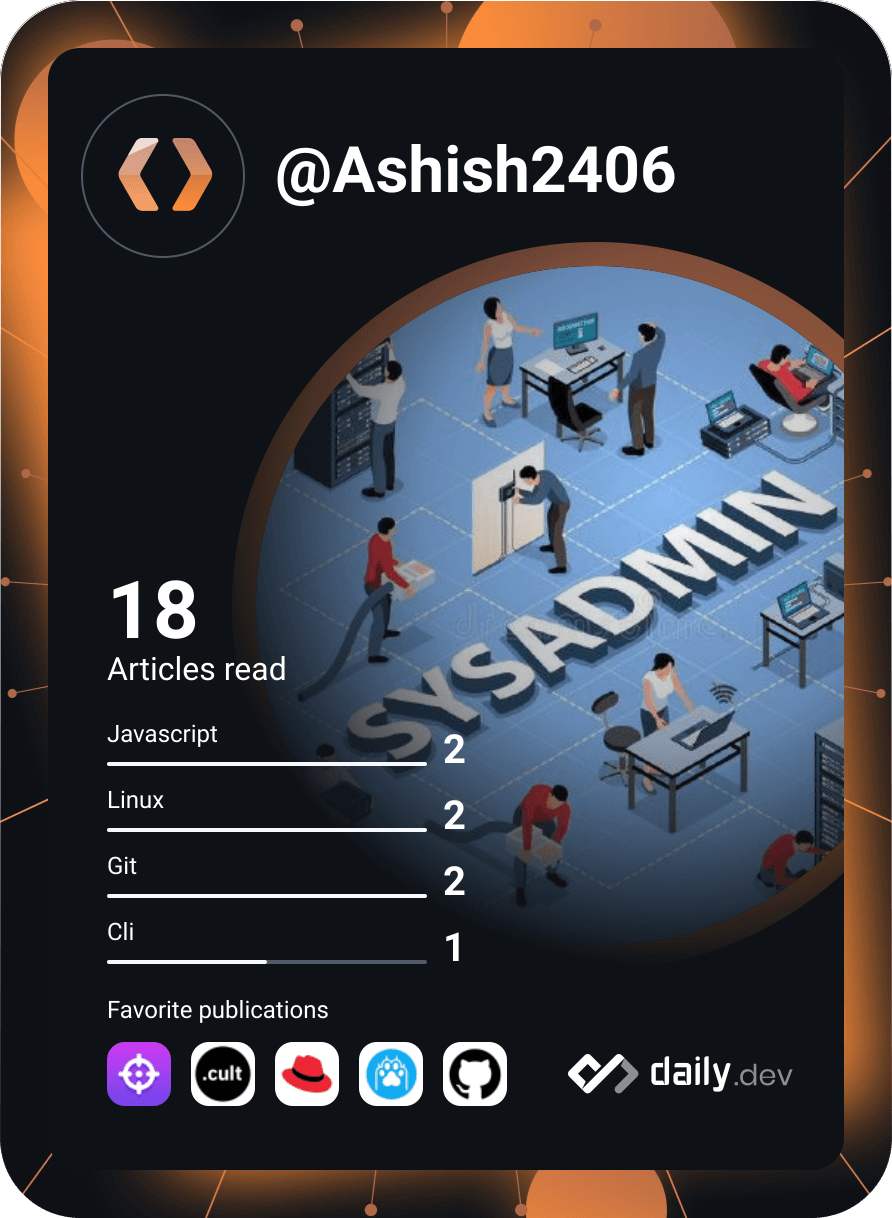 @Ashish2406
SYSADMIN
18
Articles read
Javascript
2
Linux
2
Git
2
Cli
1
Favorite publications
.cult
daily.dev